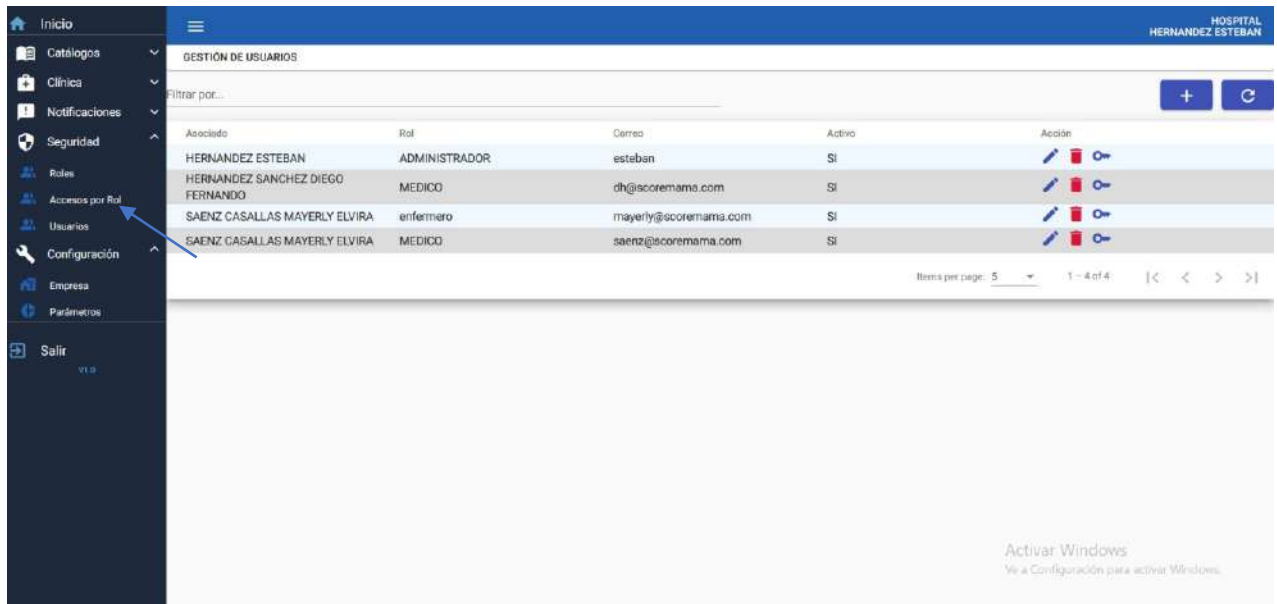 Inicio
HOSPITAL
HERNANDEZ ESTEBAN
Catálogos
GESTIÓN DE USUARIOS
Clínica
Filtrar por...
Notificaciones
Seguridad
Asociado Rol Correo Activo Acción
HERNANDEZ ESTEBAN ADMINISTRADOR esteban SI
Roles
HERNANDEZ SANCHEZ DIEGO
FERNANDO MEDICO dh@scoremama.com SI
Accesos por Rol
SAENZ CASALLAS MAYERLY ELVIRA enfermero mayerly@scoremama.com SI
Usuarios
SAENZ CASALLAS MAYERLY ELVIRA MEDICO saenz@scoremama.com SI
Configuración
Items per page: 5 1 – 4 of 4
Empresa
Parámetros
Salir
V1.0
Activar Windows
Ve a Configuración para activar Windows.